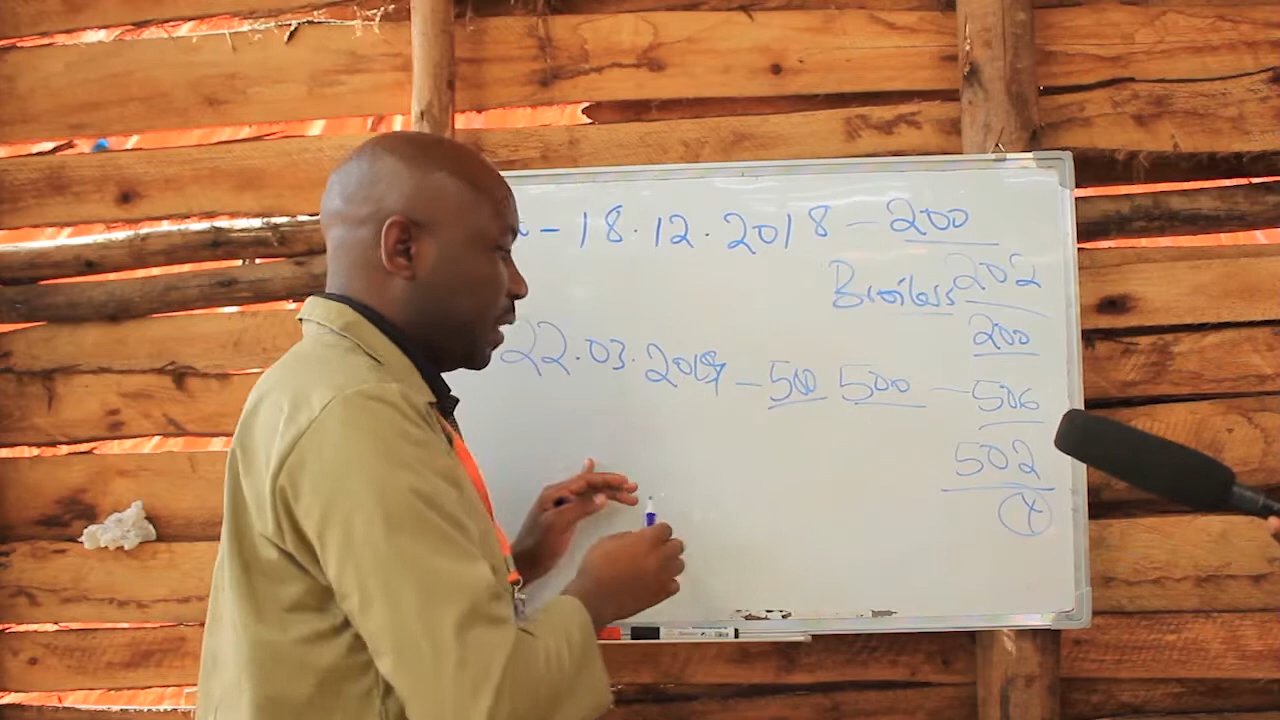 - 18.12.2018 - 200
Broilers 202
200
22.03.2019 - 500 500 - 506
502
4